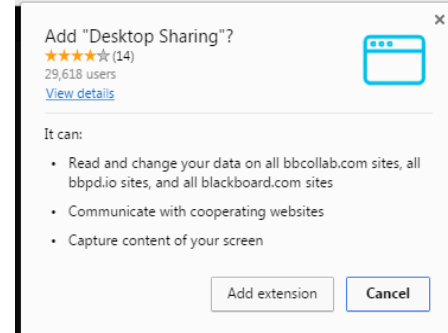 Add "Desktop Sharing"?
★★★★☆ (14)
29,618 users
View details
It can:
• Read and change your data on all bbcollab.com sites, all
bbpd.io sites, and all blackboard.com sites
• Communicate with cooperating websites
• Capture content of your screen
Add extension Cancel